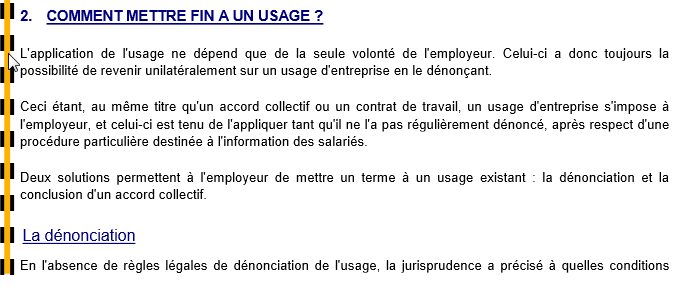 2. COMMENT METTRE FIN A UN USAGE ?
L'application de l'usage ne dépend que de la seule volonté de l'employeur. Celui-ci a donc toujours la
possibilité de revenir unilatéralement sur un usage d'entreprise en le dénonçant.
Ceci étant, au même titre qu'un accord collectif ou un contrat de travail, un usage d'entreprise s'impose à
l'employeur, et celui-ci est tenu de l'appliquer tant qu'il ne l'a pas régulièrement dénoncé, après respect d'une
procédure particulière destinée à l'information des salariés.
Deux solutions permettent à l'employeur de mettre un terme à un usage existant : la dénonciation et la
conclusion d'un accord collectif.
La dénonciation
En l'absence de règles légales de dénonciation de l'usage, la jurisprudence a précisé à quelles conditions